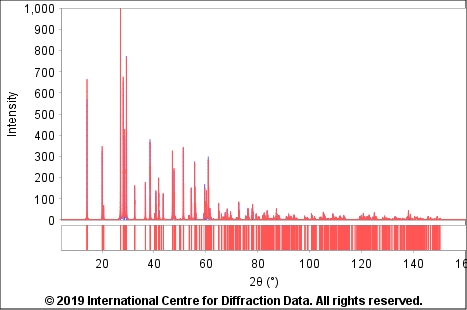 1,000
900
800
700
600
500
400
300
200
100
0
Intensity
20 40 60 80 100 120 140 16
2θ (°)
© 2019 International Centre for Diffraction Data. All rights reserved.